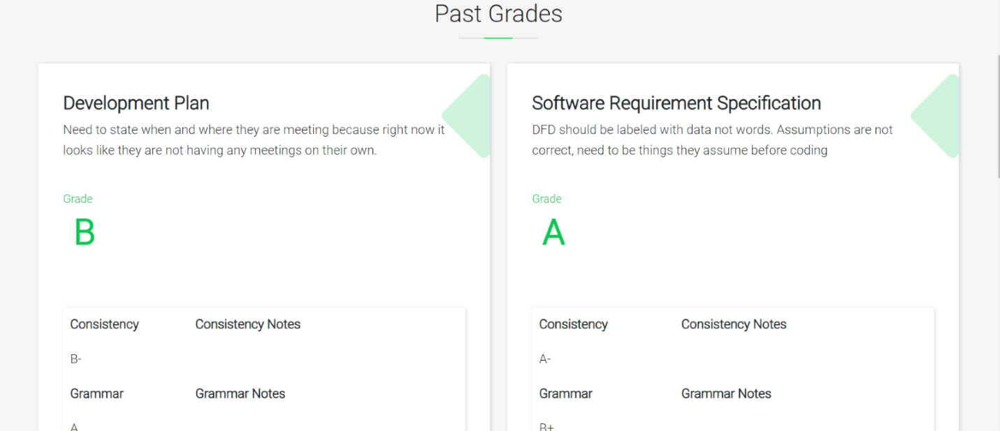 Past Grades
Development Plan
Need to state when and where they are meeting because right now it
looks like they are not having any meetings on their own.
Grade
B
Consistency Consistency Notes
B-
Grammar Grammar Notes
A
Software Requirement Specification
DFD should be labeled with data not words. Assumptions are not
correct, need to be things they assume before coding
Grade
A
Consistency Consistency Notes
A-
Grammar Grammar Notes
B+